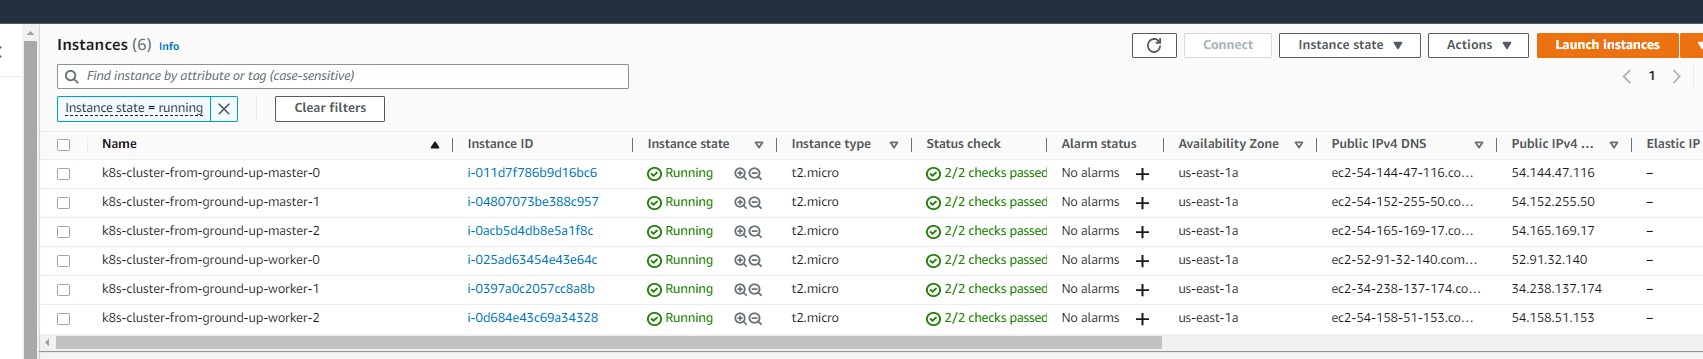 Instances (6) Info
Connect Instance state Actions Launch instances
Find instance by attribute or tag (case-sensitive)
1
Instance state = running Clear filters
Name Instance ID Instance state Instance type Status check Alarm status Availability Zone Public IPv4 DNS Public IPv4 ... Elastic IP
k8s-cluster-from-ground-up-master-0 i-011d7f786b9d16bc6 Running t2.micro 2/2 checks passed No alarms + us-east-1a ec2-54-144-47-116.co... 54.144.47.116 –
k8s-cluster-from-ground-up-master-1 i-04807073be388c957 Running t2.micro 2/2 checks passed No alarms + us-east-1a ec2-54-152-255-50.co... 54.152.255.50 –
k8s-cluster-from-ground-up-master-2 i-0acb5d4db8e5a1f8c Running t2.micro 2/2 checks passed No alarms + us-east-1a ec2-54-165-169-17.co... 54.165.169.17 –
k8s-cluster-from-ground-up-worker-0 i-025ad63454e43e64c Running t2.micro 2/2 checks passed No alarms + us-east-1a ec2-52-91-32-140.com... 52.91.32.140 –
k8s-cluster-from-ground-up-worker-1 i-0397a0c2057cc8a8b Running t2.micro 2/2 checks passed No alarms + us-east-1a ec2-34-238-137-174.co... 34.238.137.174 –
k8s-cluster-from-ground-up-worker-2 i-0d684e43c69a34328 Running t2.micro 2/2 checks passed No alarms + us-east-1a ec2-54-158-51-153.co... 54.158.51.153 –